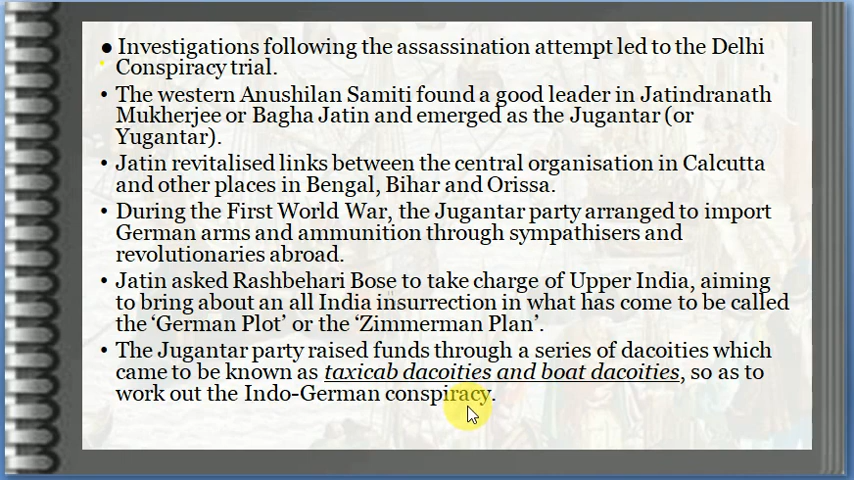 ● Investigations following the assassination attempt led to the Delhi
Conspiracy trial.
• The western Anushilan Samiti found a good leader in Jatindranath
Mukherjee or Bagha Jatin and emerged as the Jugantar (or
Yugantar).
• Jatin revitalised links between the central organisation in Calcutta
and other places in Bengal, Bihar and Orissa.
• During the First World War, the Jugantar party arranged to import
German arms and ammunition through sympathisers and
revolutionaries abroad.
• Jatin asked Rashbehari Bose to take charge of Upper India, aiming
to bring about an all India insurrection in what has come to be called
the ‘German Plot’ or the ‘Zimmerman Plan’.
• The Jugantar party raised funds through a series of dacoities which
came to be known as taxicab dacoities and boat dacoities, so as to
work out the Indo-German conspiracy.